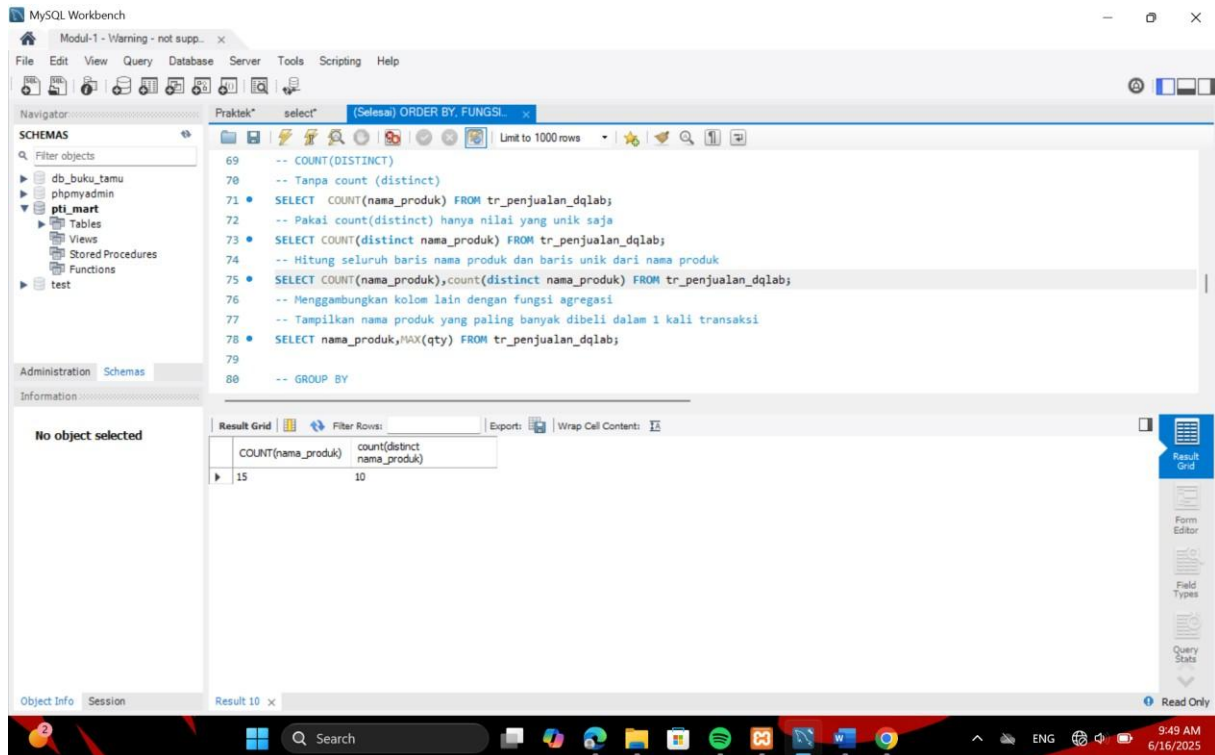 MySQL Workbench
Modul-1 - Warning - not supp..
File Edit View Query Database Server Tools Scripting Help
Navigator
Praktek* select* (Selesai) ORDER BY, FUNGSI..
SCHEMAS
Limit to 1000 rows
Filter objects
db_buku_tamu
phpmyadmin
pti_mart
Tables
Views
Stored Procedures
Functions
test
69 -- COUNT(DISTINCT)
70 -- Tanpa count (distinct)
71 SELECT COUNT(nama_produk) FROM tr_penjualan_dqlab;
72 -- Pakai count(distinct) hanya nilai yang unik saja
73 SELECT COUNT(distinct nama_produk) FROM tr_penjualan_dqlab;
74 -- Hitung seluruh baris nama produk dan baris unik dari nama produk
75 SELECT COUNT(nama_produk),count(distinct nama_produk) FROM tr_penjualan_dqlab;
76 -- Menggambungkan kolom lain dengan fungsi agregasi
77 -- Tampilkan nama produk yang paling banyak dibeli dalam 1 kali transaksi
78 SELECT nama_produk,MAX(qty) FROM tr_penjualan_dqlab;
79
80 -- GROUP BY
Administration Schemas
Information
No object selected
Result Grid Filter Rows: Export: Wrap Cell Content:
COUNT(nama_produk) count(distinct
nama_produk)
15 10
Result
Grid
Form
Editor
Field
Types
Query
Stats
Object Info Session
Result 10
Read Only
2
Search
ENG
9:49 AM
6/16/2025